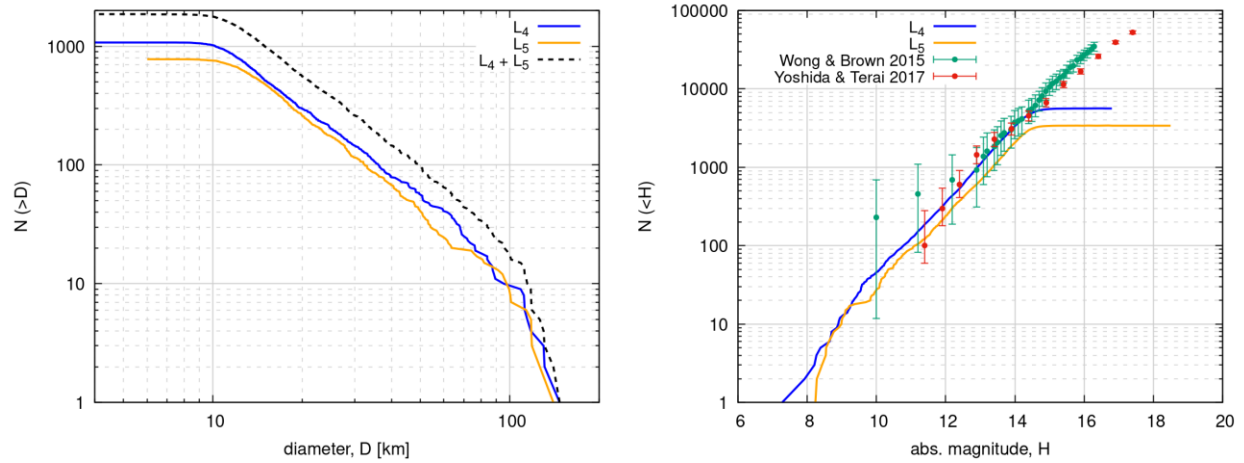 L4
L5
L4 + L5
1000
100
10
1
N (>D)
10
100
diameter, D [km]
L4
L5
Wong & Brown 2015
Yoshida & Terai 2017
100000
10000
1000
100
10
1
N (<H)
6
8
10
12
14
16
18
20
22
abs. magnitude, H